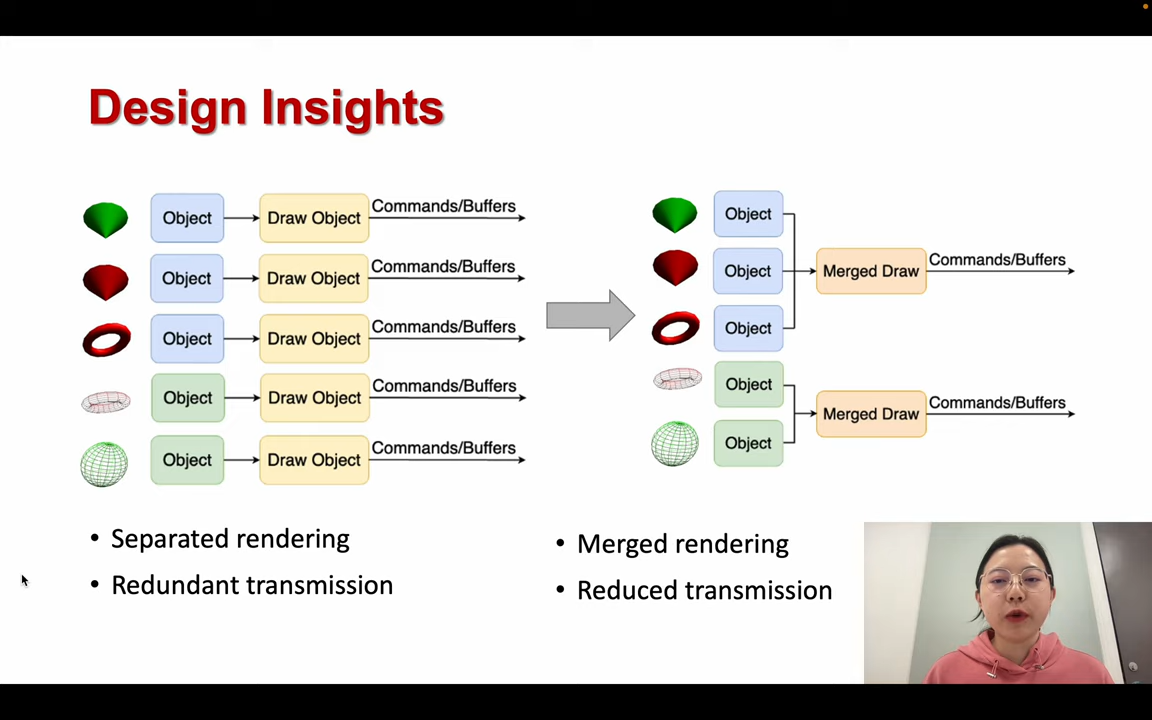 Design Insights
Object
Draw Object
Commands/Buffers
Object
Draw Object
Commands/Buffers
Object
Draw Object
Commands/Buffers
Object
Draw Object
Commands/Buffers
Object
Draw Object
Commands/Buffers
• Separated rendering
• Redundant transmission
Object
Object
Object
Merged Draw
Commands/Buffers
Object
Object
Merged Draw
Commands/Buffers
• Merged rendering
• Reduced transmission